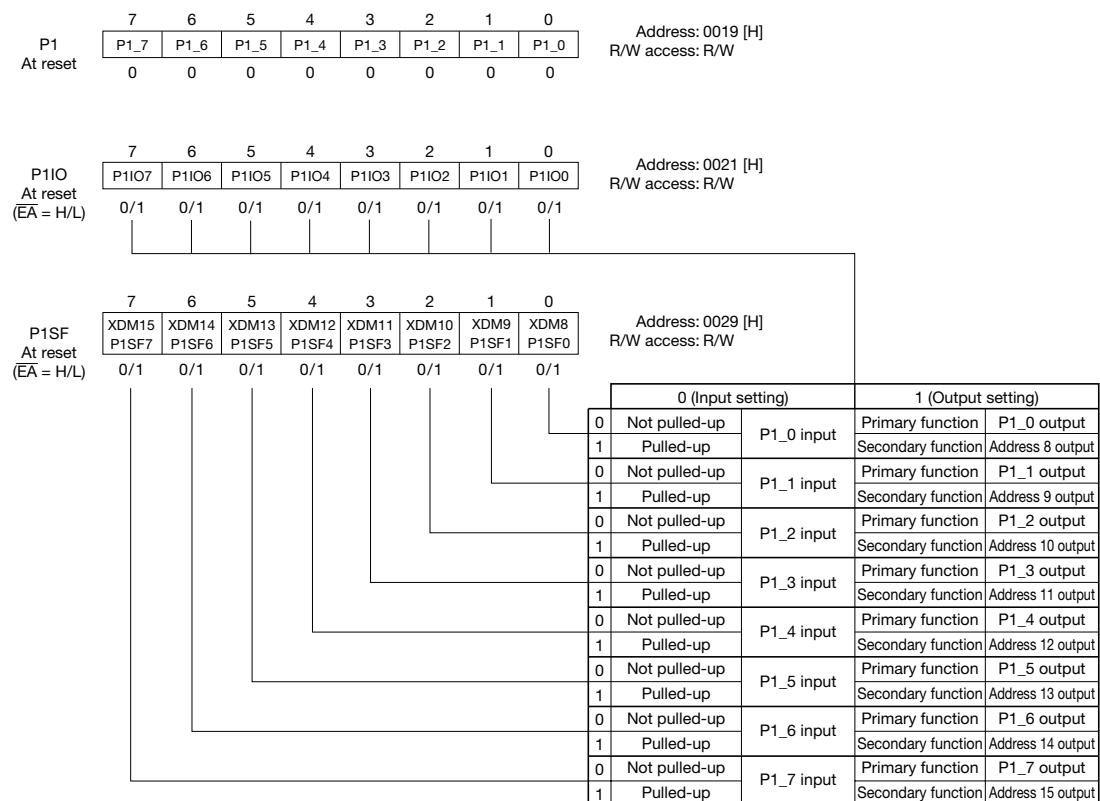 7 6 5 4 3 2 1 0
P1 P1_7 P1_6 P1_5 P1_4 P1_3 P1_2 P1_1 P1_0 Address: 0019 [H]
At reset 0 0 0 0 0 0 0 0 R/W access: R/W
7 6 5 4 3 2 1 0
P1IO P1IO7 P1IO6 P1IO5 P1IO4 P1IO3 P1IO2 P1IO1 P1IO0 Address: 0021 [H]
At reset R/W access: R/W
(EA = H/L) 0/1 0/1 0/1 0/1 0/1 0/1 0/1 0/1
7 6 5 4 3 2 1 0
XDM15 XDM14 XDM13 XDM12 XDM11 XDM10 XDM9 XDM8 Address: 0029 [H]
P1SF P1SF7 P1SF6 P1SF5 P1SF4 P1SF3 P1SF2 P1SF1 P1SF0 R/W access: R/W
At reset
(EA = H/L) 0/1 0/1 0/1 0/1 0/1 0/1 0/1 0/1
0 (Input setting) 1 (Output setting)
0 Not pulled-up P1_0 input Primary function P1_0 output
1 Pulled-up Secondary function Address 8 output
0 Not pulled-up P1_1 input Primary function P1_1 output
1 Pulled-up Secondary function Address 9 output
0 Not pulled-up P1_2 input Primary function P1_2 output
1 Pulled-up Secondary function Address 10 output
0 Not pulled-up P1_3 input Primary function P1_3 output
1 Pulled-up Secondary function Address 11 output
0 Not pulled-up P1_4 input Primary function P1_4 output
1 Pulled-up Secondary function Address 12 output
0 Not pulled-up P1_5 input Primary function P1_5 output
1 Pulled-up Secondary function Address 13 output
0 Not pulled-up P1_6 input Primary function P1_6 output
1 Pulled-up Secondary function Address 14 output
0 Not pulled-up P1_7 input Primary function P1_7 output
1 Pulled-up Secondary function Address 15 output